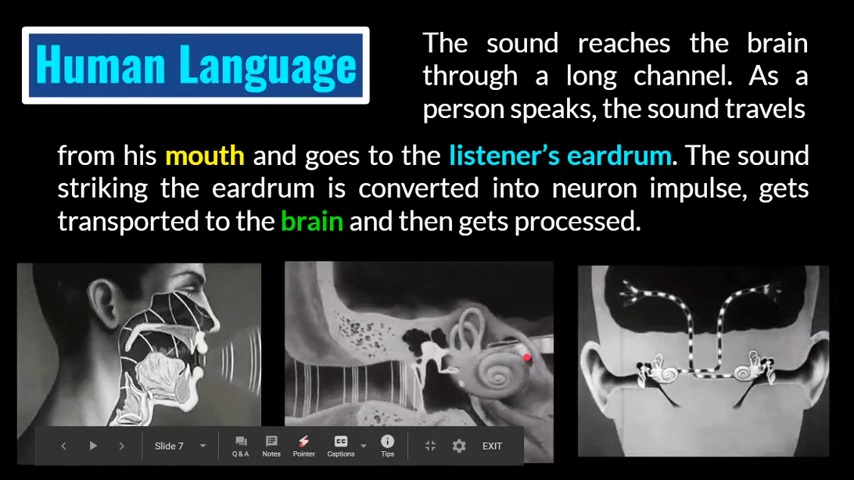 Human Language
The sound reaches the brain
through a long channel. As a
person speaks, the sound travels
from his mouth and goes to the listener’s eardrum. The sound
striking the eardrum is converted into neuron impulse, gets
transported to the brain and then gets processed.
Slide 7
Q & A
Notes
Pointer
Captions
Tips
EXIT